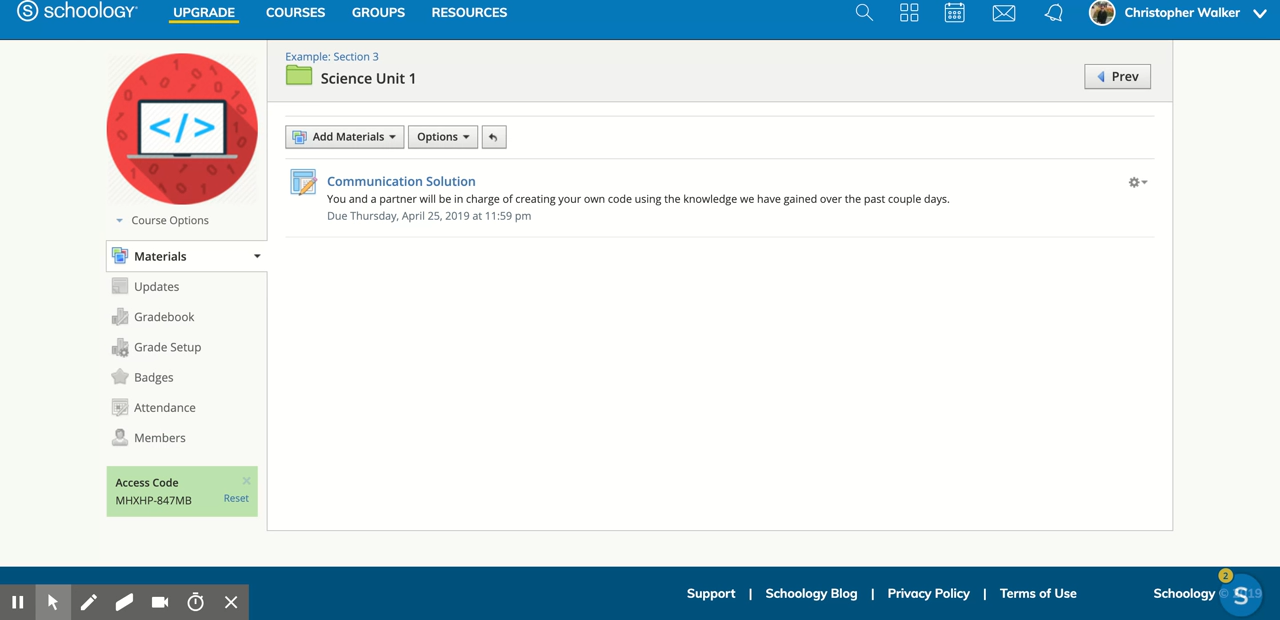 schoology
UPGRADE
COURSES
GROUPS
RESOURCES
Christopher Walker
Example: Section 3
Science Unit 1
Prev
Add Materials
Options
Communication Solution
You and a partner will be in charge of creating your own code using the knowledge we have gained over the past couple days.
Due Thursday, April 25, 2019 at 11:59 pm
</>
Course Options
Materials
Updates
Gradebook
Grade Setup
Badges
Attendance
Members
Access Code
MHXHP-847MB
Reset
Support | Schoology Blog | Privacy Policy | Terms of Use
Schoology © 2019
2
S